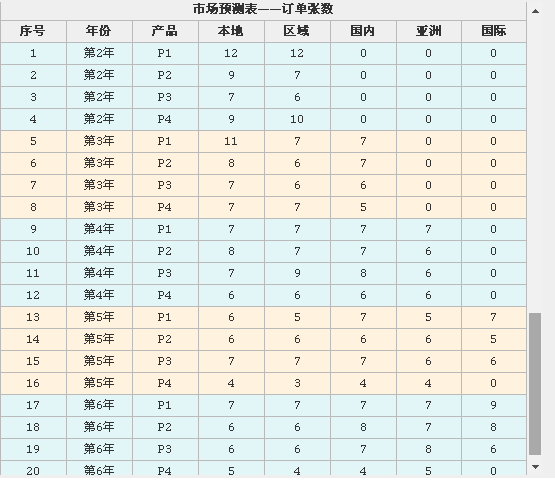 市场预测表——订单张数
序号 年份 产品 本地 区域 国内 亚洲 国际
1 第2年 P1 12 12 0 0 0
2 第2年 P2 9 7 0 0 0
3 第2年 P3 7 6 0 0 0
4 第2年 P4 9 10 0 0 0
5 第3年 P1 11 7 7 0 0
6 第3年 P2 8 6 7 0 0
7 第3年 P3 7 6 6 0 0
8 第3年 P4 7 7 5 0 0
9 第4年 P1 7 7 7 7 0
10 第4年 P2 8 7 7 6 0
11 第4年 P3 7 9 8 6 0
12 第4年 P4 6 6 6 6 0
13 第5年 P1 6 5 7 5 7
14 第5年 P2 6 6 6 6 5
15 第5年 P3 7 7 7 6 6
16 第5年 P4 4 3 4 4 0
17 第6年 P1 7 7 7 7 9
18 第6年 P2 6 6 8 7 8
19 第6年 P3 6 6 7 8 6
20 第6年 P4 5 4 4 5 0